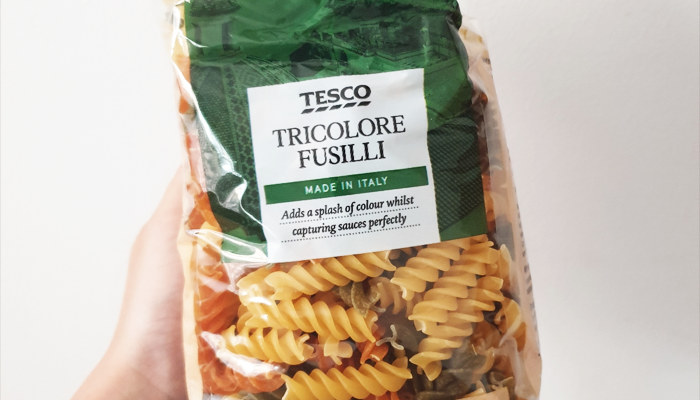 TESCO
TRICOLORE
FUSILLI
MADE IN ITALY
Adds a splash of colour whilst
capturing sauces perfectly